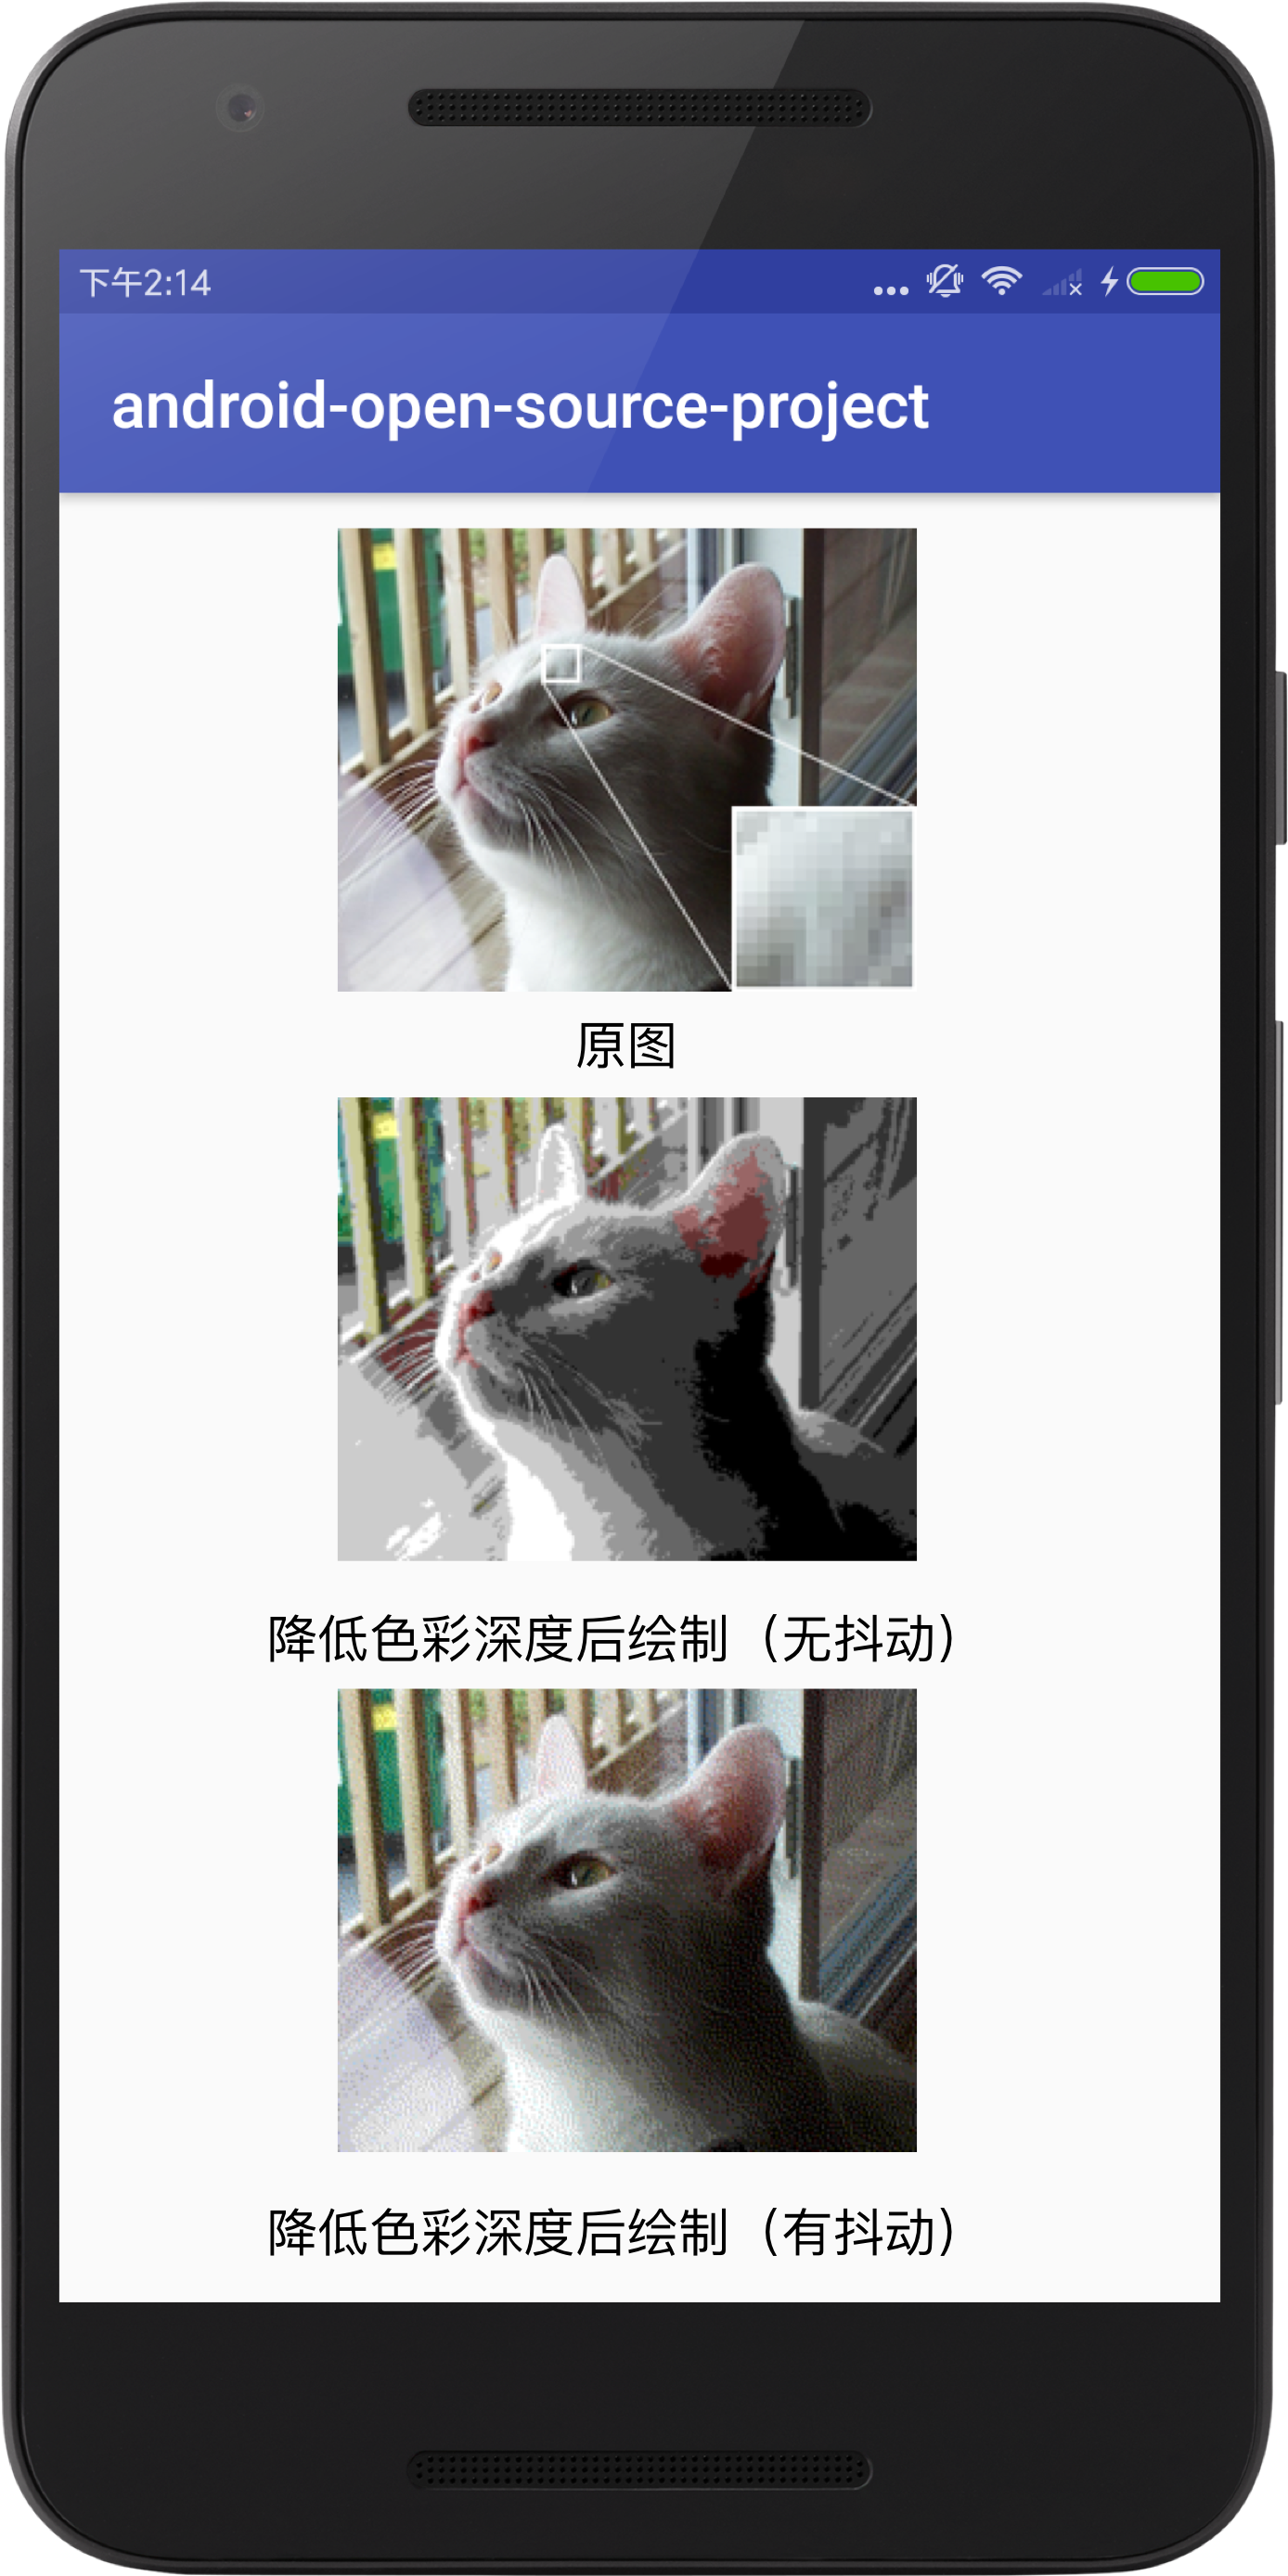 下午2:14
android-open-source-project
原图
降低色彩深度后绘制（无抖动）
降低色彩深度后绘制（有抖动）